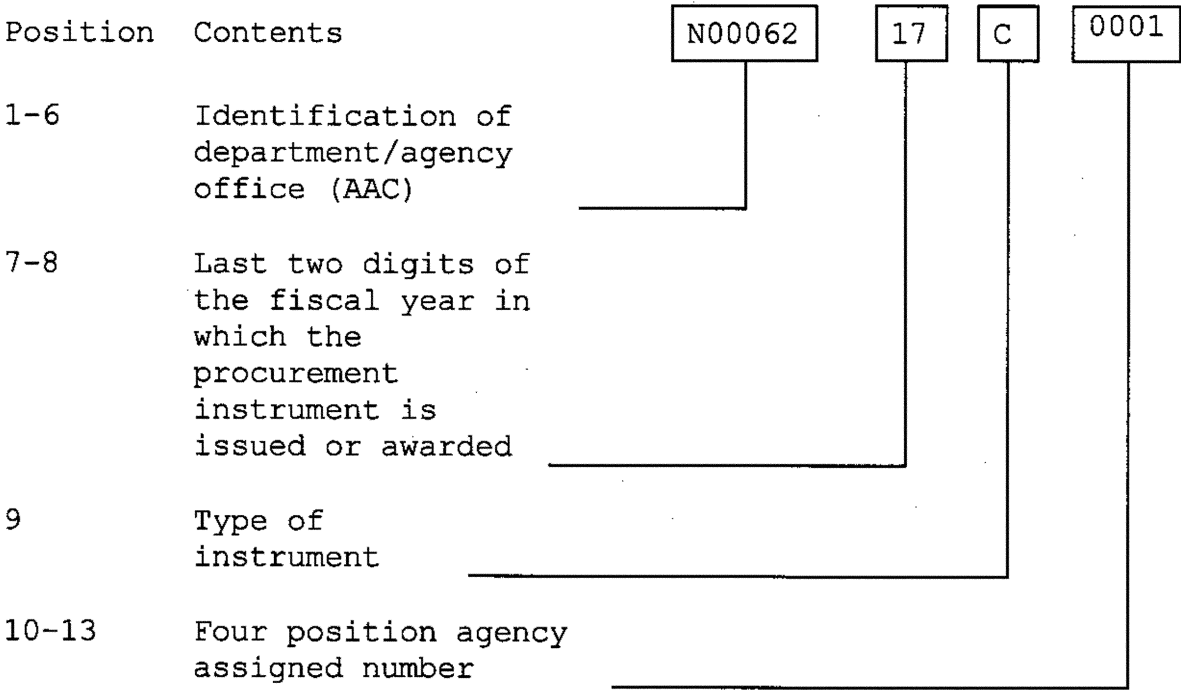 Position Contents N00062 17 C 0001
1-6 Identification of
department/agency
office (AAC)
7-8 Last two digits of
the fiscal year in
which the
procurement
instrument is
issued or awarded
9 Type of
instrument
10-13 Four position agency
assigned number